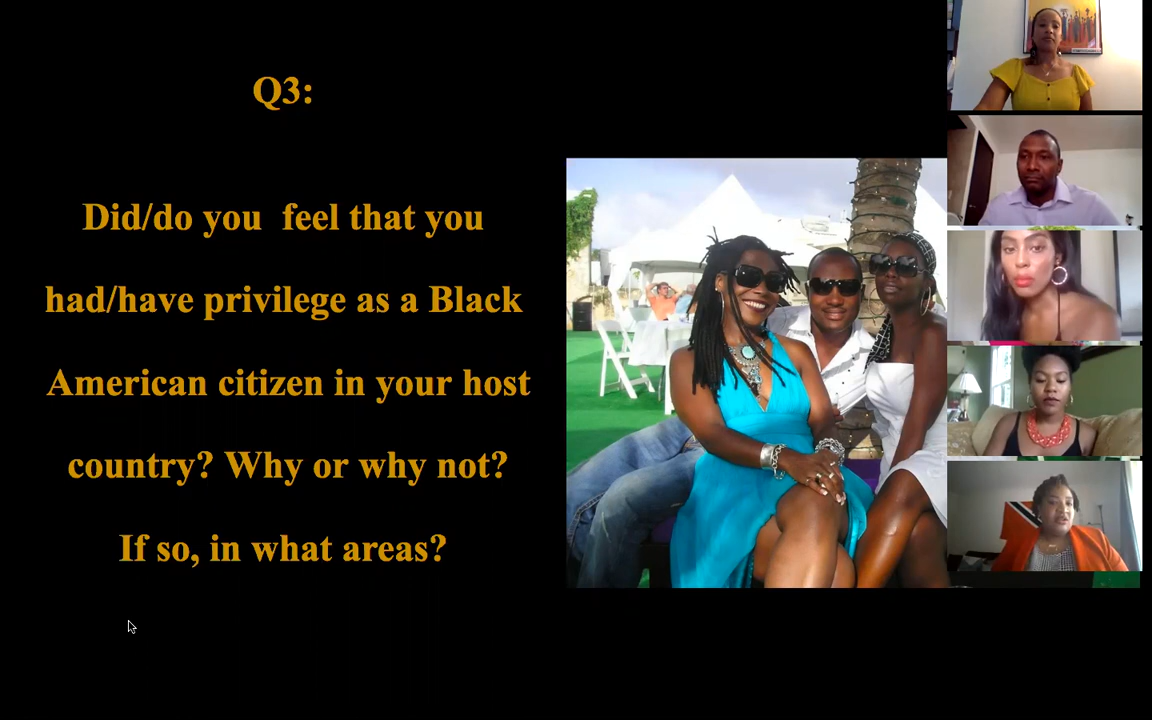 Q3:
Did/do you  feel that you
had/have privilege as a Black
American citizen in your host
country? Why or why not?
If so, in what areas?